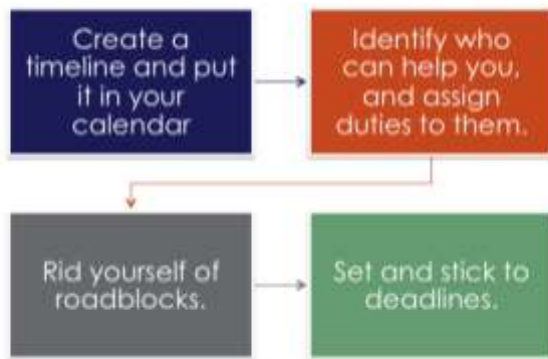 Create a
timeline and put
it in your
calendar
Identify who
can help you,
and assign
duties to them.
Rid yourself of
roadblocks.
Set and stick to
deadlines.